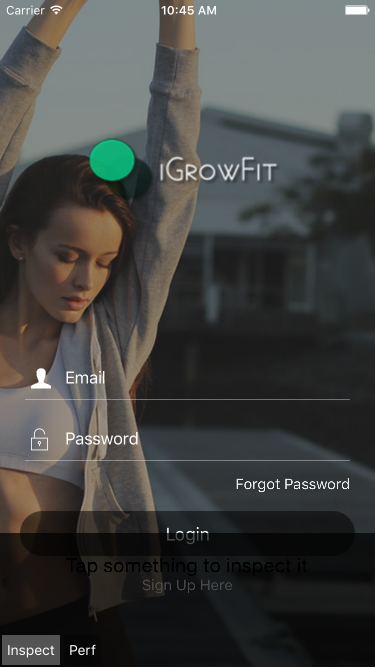 Carrier 10:45 AM
iGrowFit
Email
Password
Forgot Password
Login
Tap something to inspect it
Sign Up Here
Inspect Perf